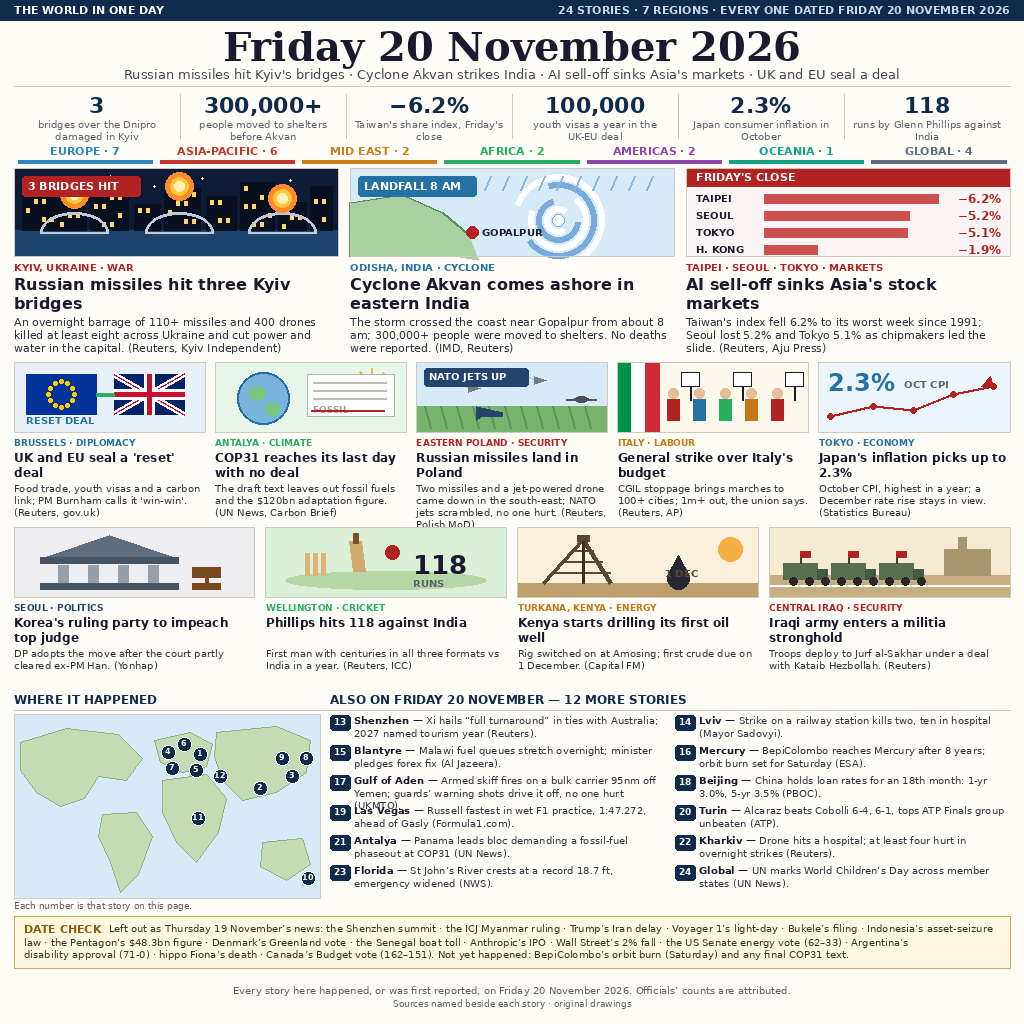 THE WORLD IN ONE DAY
24 STORIES · 7 REGIONS · EVERY ONE DATED FRIDAY 20 NOVEMBER 2026
Friday 20 November 2026
Russian missiles hit Kyiv's bridges · Cyclone Akvan strikes India · AI sell-off sinks Asia's markets · UK and EU seal a deal
3
bridges over the Dnipro
damaged in Kyiv
300,000+
people moved to shelters
before Akvan
−6.2%
Taiwan's share index, Friday's
close
100,000
youth visas a year in the
UK-EU deal
2.3%
Japan consumer inflation in
October
118
runs by Glenn Phillips against
India
EUROPE · 7
ASIA-PACIFIC · 6
MID EAST · 2
AFRICA · 2
AMERICAS · 2
OCEANIA · 1
GLOBAL · 4
3 BRIDGES HIT
KYIV, UKRAINE · WAR
Russian missiles hit three Kyiv
bridges
An overnight barrage of 110+ missiles and 400 drones
killed at least eight across Ukraine and cut power and
water in the capital. (Reuters, Kyiv Independent)
LANDFALL 8 AM
GOPALPUR
ODISHA, INDIA · CYCLONE
Cyclone Akvan comes ashore in
eastern India
The storm crossed the coast near Gopalpur from about 8
am; 300,000+ people were moved to shelters. No deaths
were reported. (IMD, Reuters)
FRIDAY'S CLOSE
TAIPEI −6.2%
SEOUL −5.2%
TOKYO −5.1%
H. KONG −1.9%
TAIPEI · SEOUL · TOKYO · MARKETS
AI sell-off sinks Asia's stock
markets
Taiwan's index fell 6.2% to its worst week since 1991;
Seoul lost 5.2% and Tokyo 5.1% as chipmakers led the
slide. (Reuters, Aju Press)
RESET DEAL
BRUSSELS · DIPLOMACY
UK and EU seal a 'reset'
deal
Food trade, youth visas and a carbon
link; PM Burnham calls it 'win-win'.
(Reuters, gov.uk)
FOSSIL
ANTALYA · CLIMATE
COP31 reaches its last day
with no deal
The draft text leaves out fossil fuels
and the $120bn adaptation figure.
(UN News, Carbon Brief)
NATO JETS UP
EASTERN POLAND · SECURITY
Russian missiles land in
Poland
Two missiles and a jet-powered drone
came down in the south-east; NATO
jets scrambled, no one hurt. (Reuters,
Polish MoD)
ITALY · LABOUR
General strike over Italy's
budget
CGIL stoppage brings marches to
100+ cities; 1m+ out, the union says.
(Reuters, AP)
2.3% OCT CPI
TOKYO · ECONOMY
Japan's inflation picks up to
2.3%
October CPI, highest in a year; a
December rate rise stays in view.
(Statistics Bureau)
SEOUL · POLITICS
Korea's ruling party to impeach
top judge
DP adopts the move after the court partly
cleared ex-PM Han. (Yonhap)
118
RUNS
WELLINGTON · CRICKET
Phillips hits 118 against India
First man with centuries in all three formats vs
India in a year. (Reuters, ICC)
1 DEC
TURKANA, KENYA · ENERGY
Kenya starts drilling its first oil
well
Rig switched on at Amosing; first crude due on
1 December. (Capital FM)
CENTRAL IRAQ · SECURITY
Iraqi army enters a militia
stronghold
Troops deploy to Jurf al-Sakhar under a deal
with Kataib Hezbollah. (Reuters)
WHERE IT HAPPENED
4
6
1
7
5
12
9
8
3
2
11
10
Each number is that story on this page.
ALSO ON FRIDAY 20 NOVEMBER — 12 MORE STORIES
13 Shenzhen — Xi hails “full turnaround” in ties with Australia;
2027 named tourism year (Reuters).
14 Lviv — Strike on a railway station kills two, ten in hospital
(Mayor Sadovyi).
15 Blantyre — Malawi fuel queues stretch overnight; minister
pledges forex fix (Al Jazeera).
16 Mercury — BepiColombo reaches Mercury after 8 years;
orbit burn set for Saturday (ESA).
17 Gulf of Aden — Armed skiff fires on a bulk carrier 95nm off
Yemen; guards’ warning shots drive it off, no one hurt
(UKMTO).
18 Beijing — China holds loan rates for an 18th month: 1-yr
3.0%, 5-yr 3.5% (PBOC).
19 Las Vegas — Russell fastest in wet F1 practice, 1:47.272,
ahead of Gasly (Formula1.com).
20 Turin — Alcaraz beats Cobolli 6-4, 6-1, tops ATP Finals group
unbeaten (ATP).
21 Antalya — Panama leads bloc demanding a fossil-fuel
phaseout at COP31 (UN News).
22 Kharkiv — Drone hits a hospital; at least four hurt in
overnight strikes (Reuters).
23 Florida — St John’s River crests at a record 18.7 ft,
emergency widened (NWS).
24 Global — UN marks World Children’s Day across member
states (UN News).
DATE CHECK Left out as Thursday 19 November’s news: the Shenzhen summit · the ICJ Myanmar ruling · Trump’s Iran delay · Voyager 1’s light-day · Bukele’s filing · Indonesia’s asset-seizure
law · the Pentagon’s $48.3bn figure · Denmark’s Greenland vote · the Senegal boat toll · Anthropic’s IPO · Wall Street’s 2% fall · the US Senate energy vote (62–33) · Argentina’s
disability approval (71-0) · hippo Fiona’s death · Canada’s Budget vote (162–151). Not yet happened: BepiColombo’s orbit burn (Saturday) and any final COP31 text.
Every story here happened, or was first reported, on Friday 20 November 2026. Officials’ counts are attributed.
Sources named beside each story · original drawings